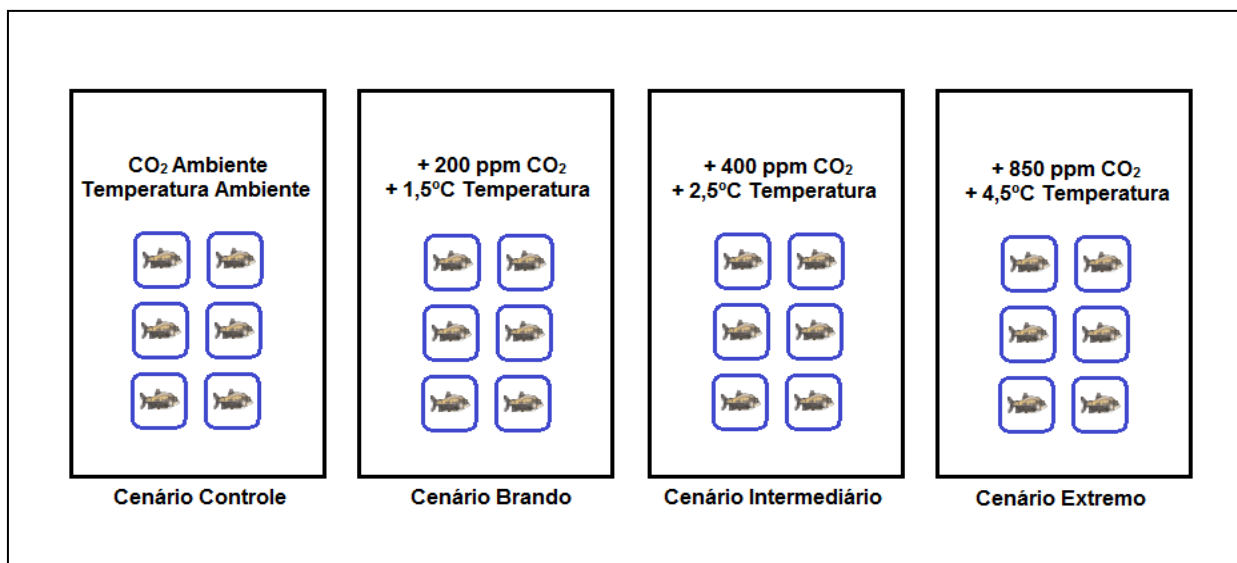 CO₂ Ambiente
Temperatura Ambiente
Cenário Controle
+ 200 ppm CO₂
+ 1,5ºC Temperatura
Cenário Brando
+ 400 ppm CO₂
+ 2,5ºC Temperatura
Cenário Intermediário
+ 850 ppm CO₂
+ 4,5ºC Temperatura
Cenário Extremo